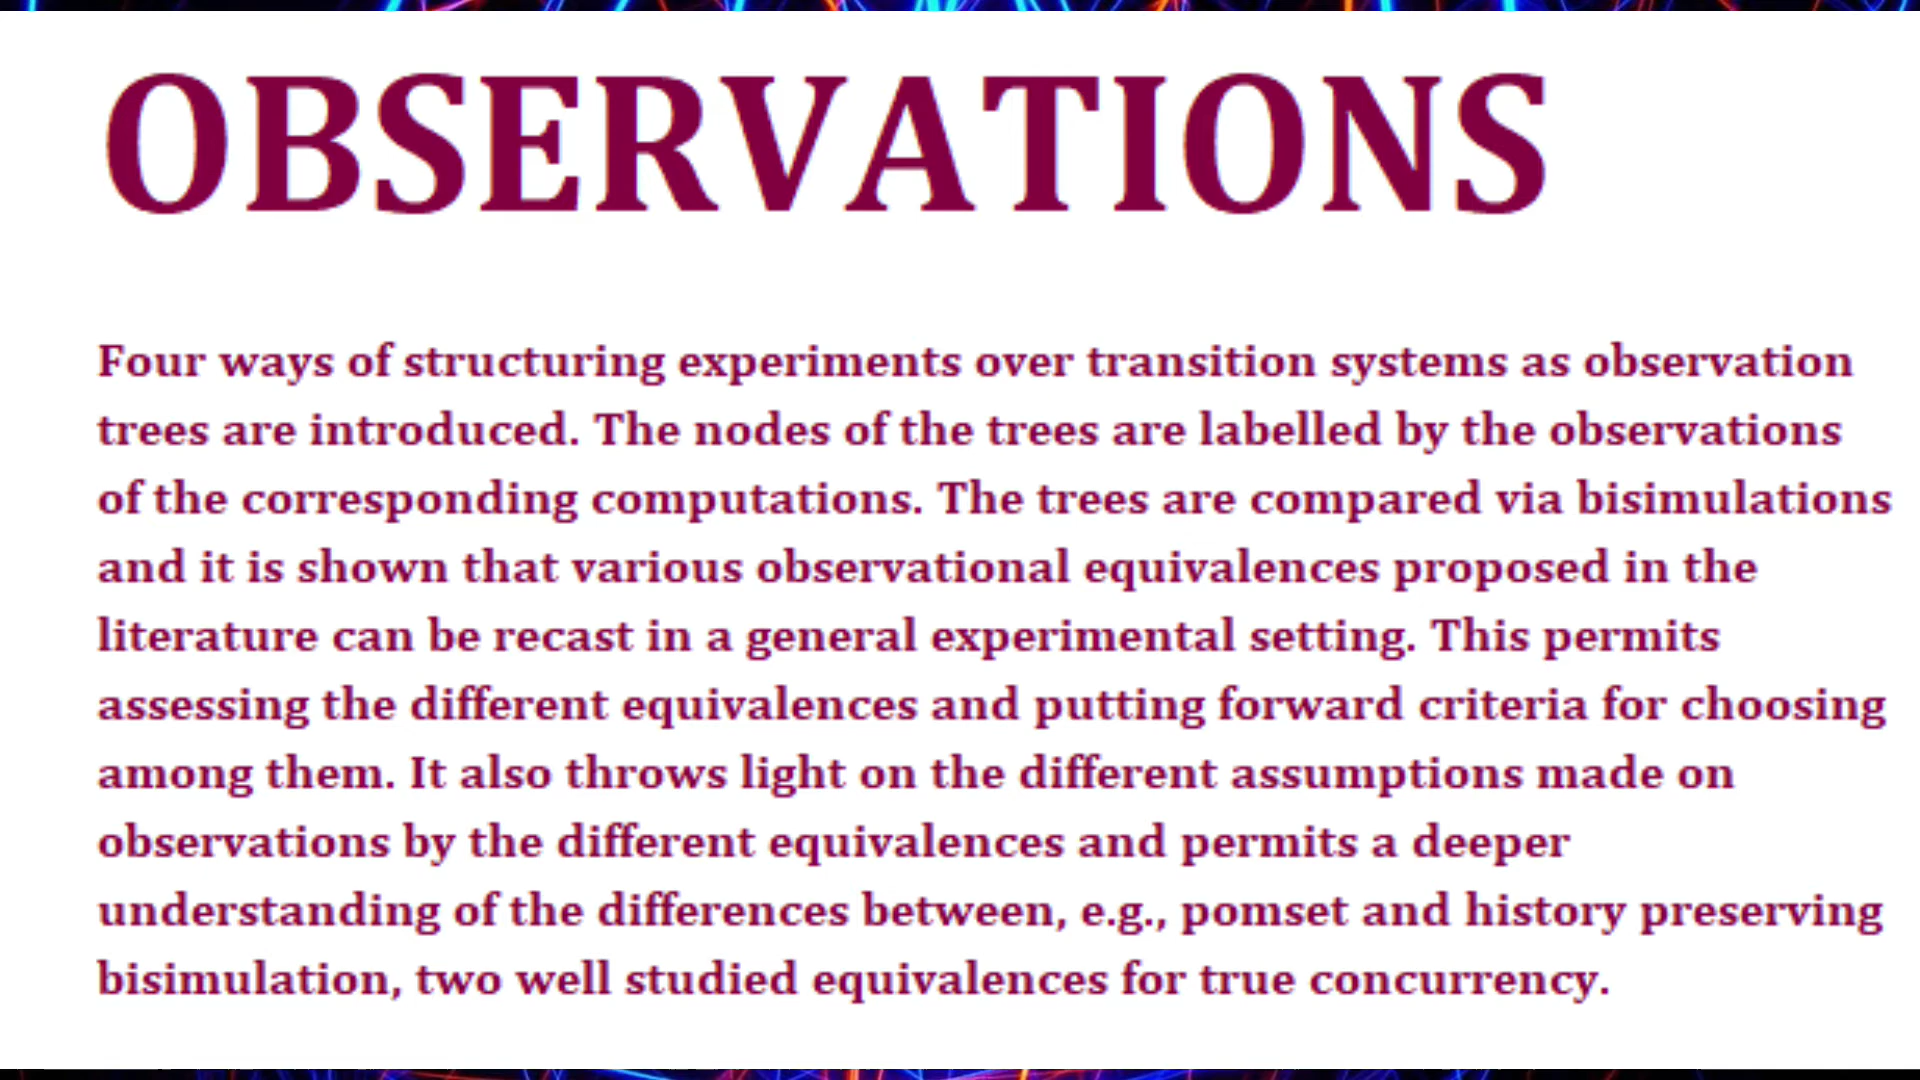 OBSERVATIONS
Four ways of structuring experiments over transition systems as observation
trees are introduced. The nodes of the trees are labelled by the observations
of the corresponding computations. The trees are compared via bisimulations
and it is shown that various observational equivalences proposed in the
literature can be recast in a general experimental setting. This permits
assessing the different equivalences and putting forward criteria for choosing
among them. It also throws light on the different assumptions made on
observations by the different equivalences and permits a deeper
understanding of the differences between, e.g., pomset and history preserving
bisimulation, two well studied equivalences for true concurrency.